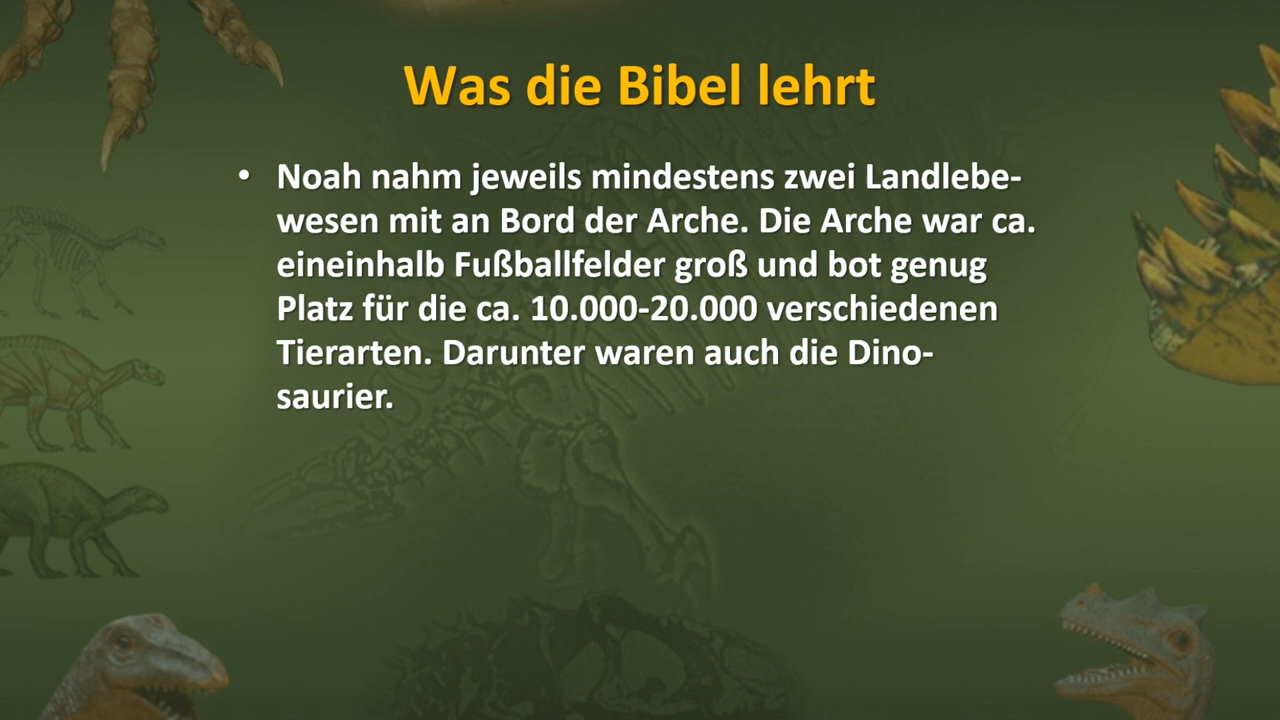 Was die Bibel lehrt
• Noah nahm jeweils mindestens zwei Landlebe-
wesen mit an Bord der Arche. Die Arche war ca.
eineinhalb Fußballfelder groß und bot genug
Platz für die ca. 10.000-20.000 verschiedenen
Tierarten. Darunter waren auch die Dino-
saurier.